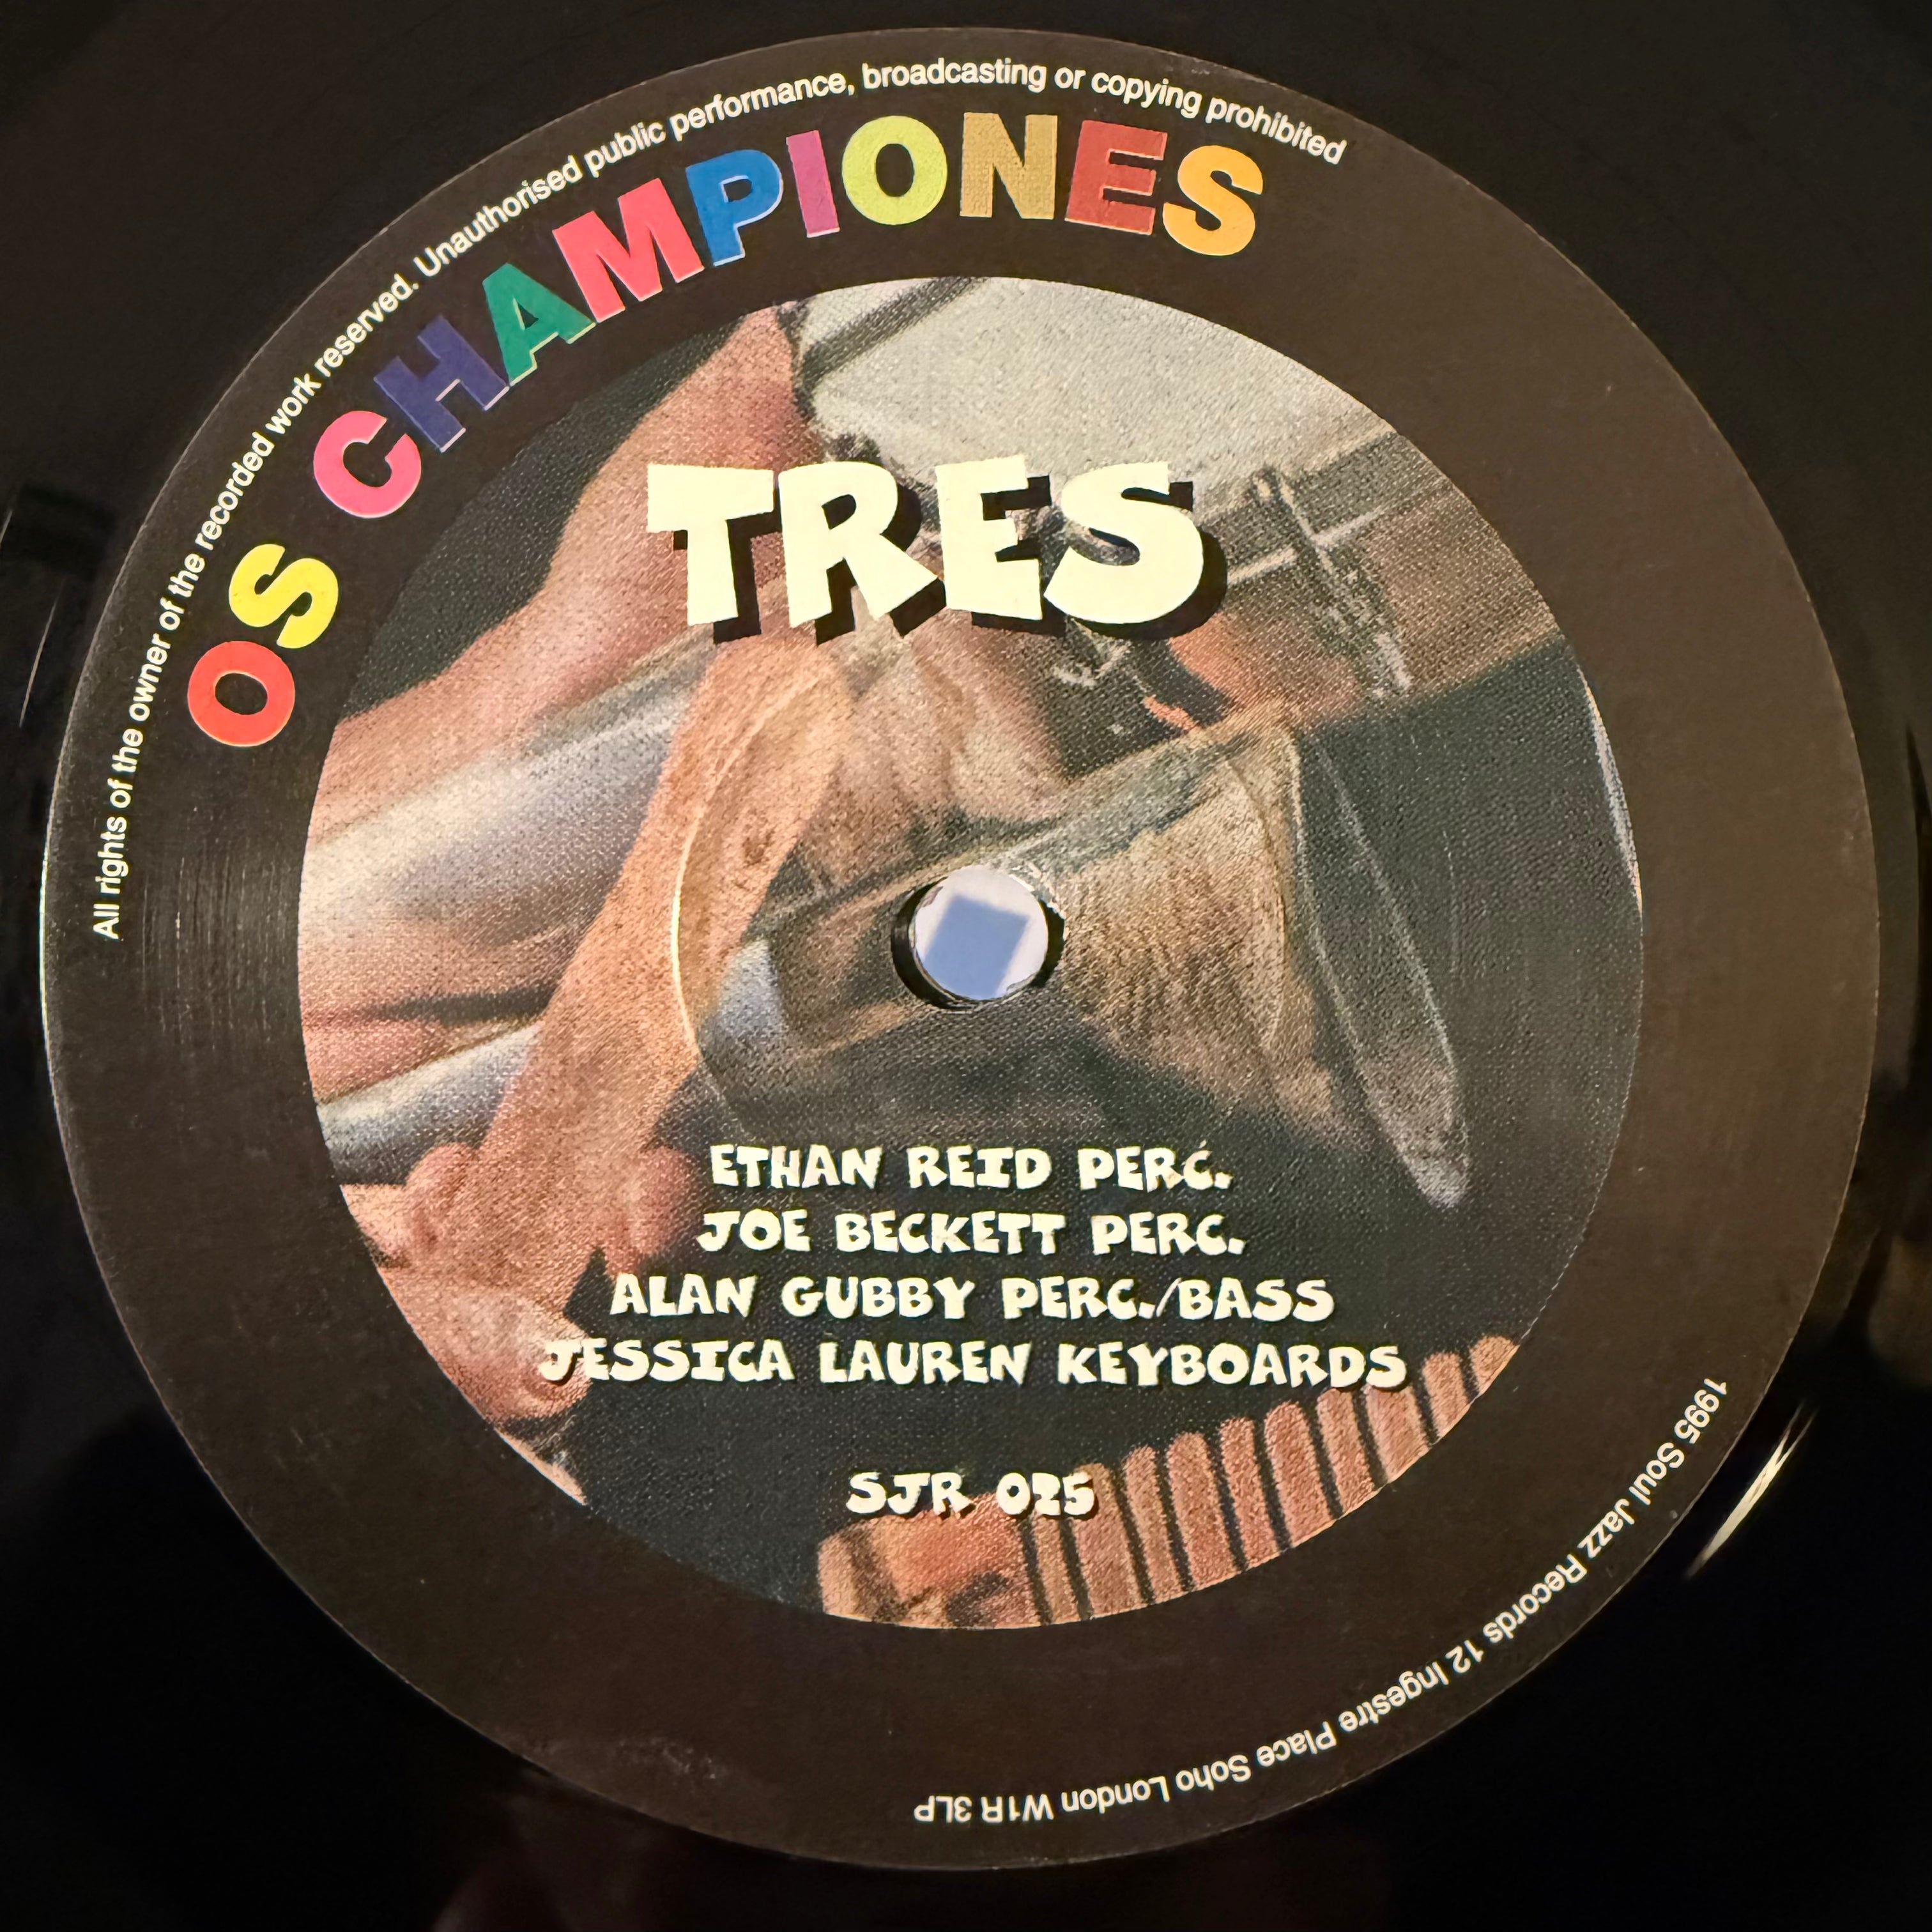 All rights of the owner of the recorded work reserved. Unauthorised public performance, broadcasting or copying prohibited
OS CHAMPIONES
TRES
ETHAN REID PERC.
JOE BECKETT PERC.
ALAN GUBBY PERC./BASS
JESSICA LAUREN KEYBOARDS
SJR 025
1995 Soul Jazz Records 12 Ingestre Place Soho London W1R 3LP